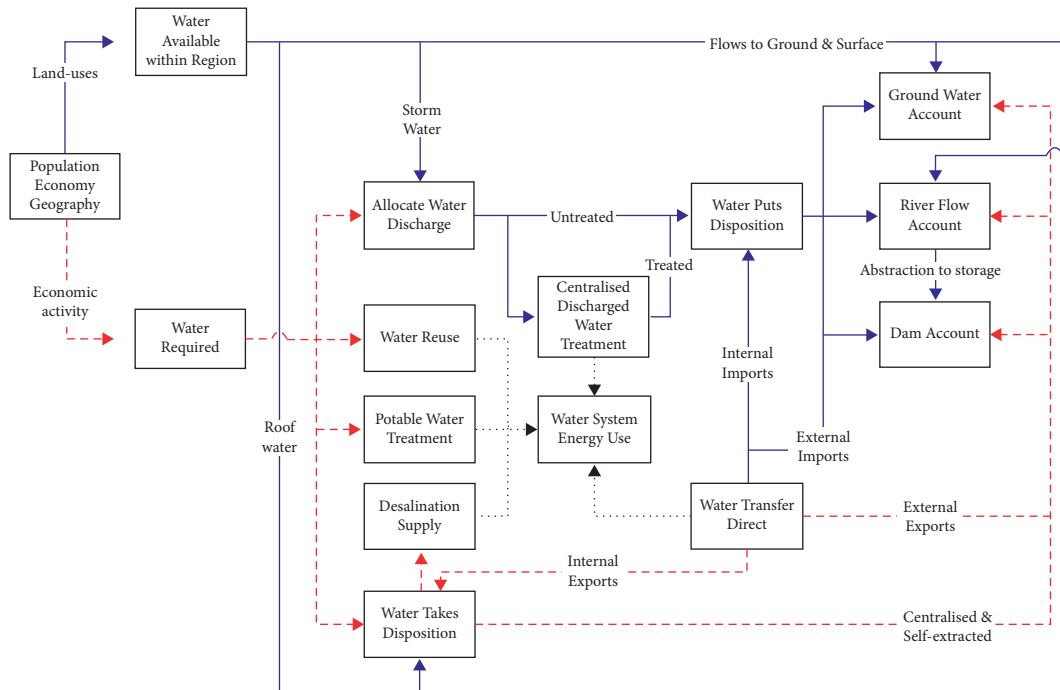 Water
Available
within Region
Flows to Ground & Surface
Land-uses
Storm
Water
Ground Water
Account
Population
Economy
Geography
Allocate Water
Discharge
Untreated
Water Puts
Disposition
River Flow
Account
Treated
Abstraction to storage
Economic
activity
Centralised
Discharged
Water
Treatment
Water
Required
Water Reuse
Dam Account
Internal
Imports
Roof
water
Potable Water
Treatment
Water System
Energy Use
External
Imports
Desalination
Supply
Water Transfer
Direct
External
Exports
Internal
Exports
Water Takes
Disposition
Centralised &
Self-extracted